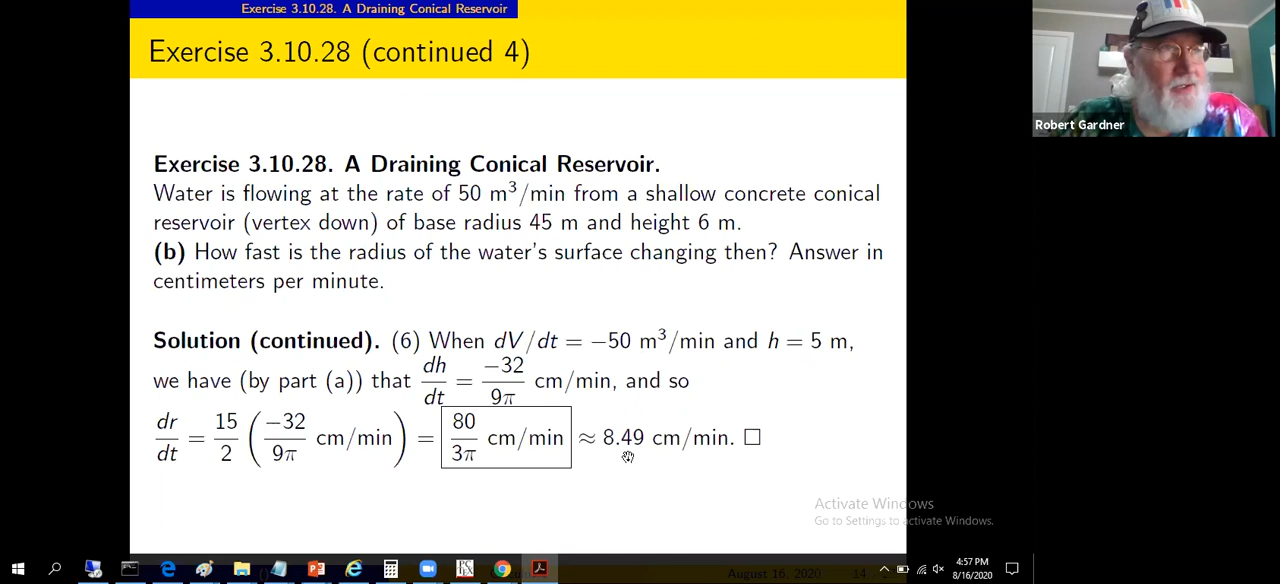 Exercise 3.10.28. A Draining Conical Reservoir
Exercise 3.10.28 (continued 4)
Robert Gardner
Exercise 3.10.28. A Draining Conical Reservoir.
Water is flowing at the rate of 50 m³/min from a shallow concrete conical
reservoir (vertex down) of base radius 45 m and height 6 m.
(b) How fast is the radius of the water's surface changing then? Answer in
centimeters per minute.
Solution (continued). (6) When dV/dt = −50 m³/min and h = 5 m,
we have (by part (a)) that dh/dt = −32/9π cm/min, and so
dr/dt = 15/2 (−32/9π cm/min) = 80/3π cm/min ≈ 8.49 cm/min. □
Activate Windows
Go to Settings to activate Windows.
August 16, 2020 14
4:57 PM
8/16/2020